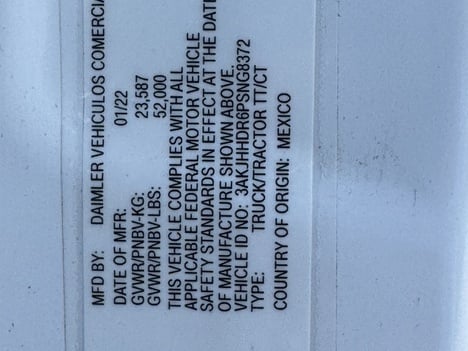 MFD BY: DAIMLER VEHICULOS COMERCIA
DATE OF MFR: 01/22
GVWR/PNBV-KG: 23,587
GVWR/PNBV-LBS: 52,000
THIS VEHICLE COMPLIES WITH ALL
APPLICABLE FEDERAL MOTOR VEHICLE
SAFETY STANDARDS IN EFFECT AT THE DATE
OF MANUFACTURE SHOWN ABOVE.
VEHICLE ID NO: 3AKJHHDR6PSNG8372
TYPE: TRUCK/TRACTOR TT/CT
COUNTRY OF ORIGIN: MEXICO